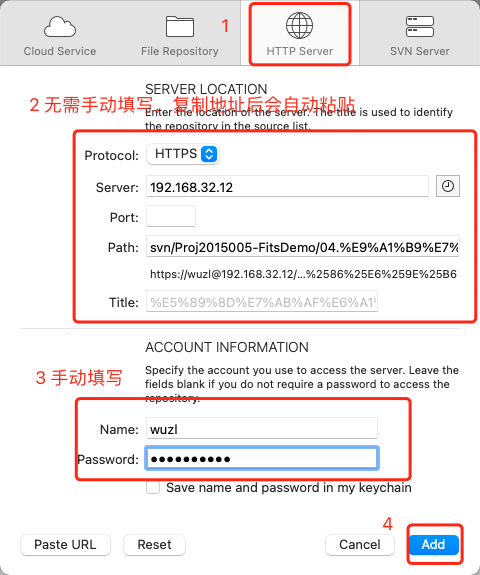 1
Cloud Service
File Repository
HTTP Server
SVN Server
SERVER LOCATION
2 无需手动填写，复制地址后会自动粘贴
Enter the location of the server. The title is used to identify
the repository in the source list.
Protocol: HTTPS
Server: 192.168.32.12
Port:
Path: svn/Proj2015005-FitsDemo/04.%E9%A1%B9%E7%
https://wuzl@192.168.32.12/...%2586%25E6%259E%25B6
Title: %E5%89%8D%E7%AB%AF%E6%A1%
ACCOUNT INFORMATION
3 手动填写
Specify the account you use to access the server. Leave the
fields blank if you do not require a password to access the
repository.
Name: wuzl
Password: ●●●●●●●●●●
Save name and password in my keychain
4
Paste URL
Reset
Cancel
Add